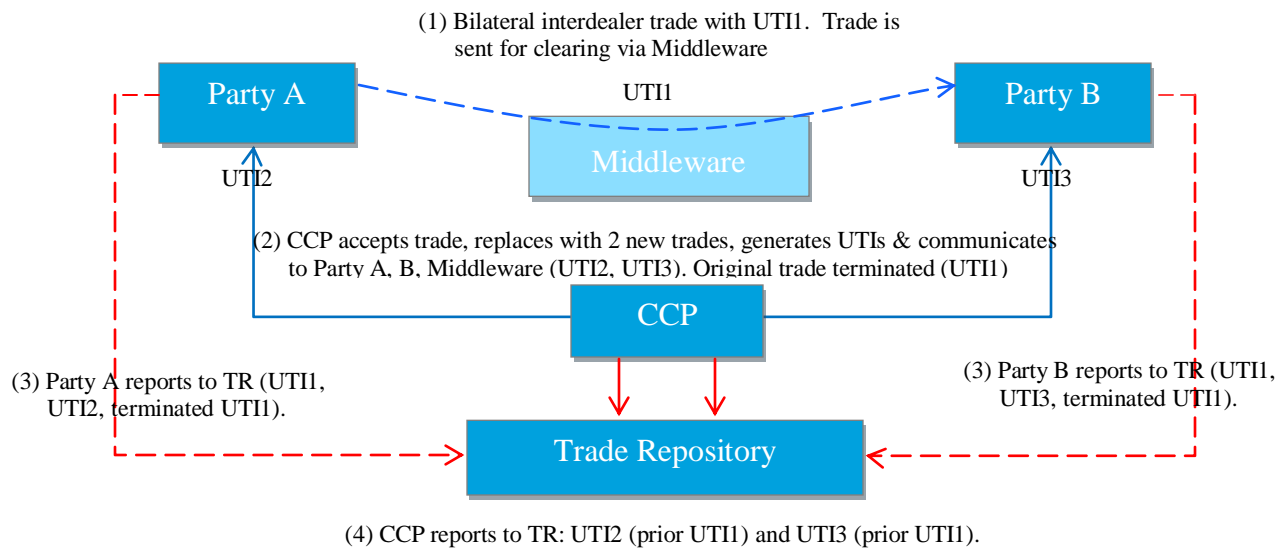 (1) Bilateral interdealer trade with UTI1.  Trade is
sent for clearing via Middleware
Party A
UTI1
Party B
Middleware
UTI2
UTI3
(2) CCP accepts trade, replaces with 2 new trades, generates UTIs & communicates
to Party A, B, Middleware (UTI2, UTI3). Original trade terminated (UTI1)
CCP
(3) Party A reports to TR (UTI1,
UTI2, terminated UTI1).
(3) Party B reports to TR (UTI1,
UTI3, terminated UTI1).
Trade Repository
(4) CCP reports to TR: UTI2 (prior UTI1) and UTI3 (prior UTI1).